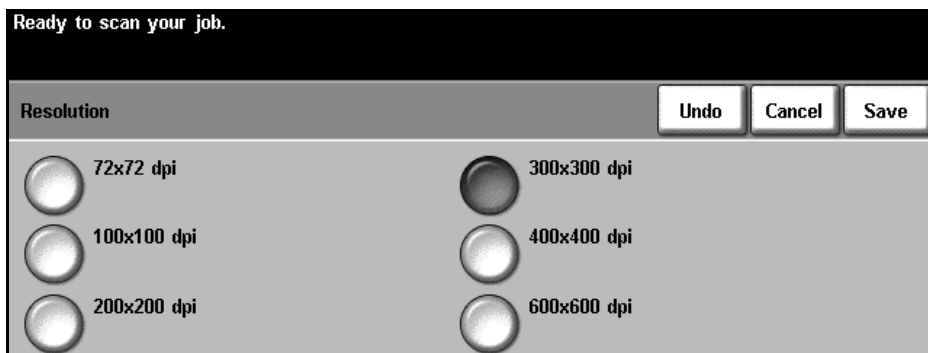 Ready to scan your job.
Resolution Undo Cancel Save
72x72 dpi 300x300 dpi
100x100 dpi 400x400 dpi
200x200 dpi 600x600 dpi